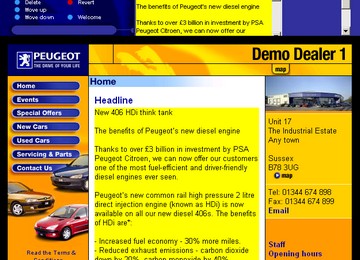 Delete
Revert
Move up
Move down
Welcome
The benefits of Peugeot's new diesel engine
Thanks to over £3 billion in investment by PSA
Peugeot Citroen, we can now offer our
PEUGEOT
THE DRIVE OF YOUR LIFE
Demo Dealer 1
map
Home
Events
Special Offers
New Cars
Used Cars
Servicing & Parts
Contact Us
Read the Terms &
Conditions
Home
Headline
New 406 HDi think tank
The benefits of Peugeot's new diesel engine
Thanks to over £3 billion in investment by PSA
Peugeot Citroen, we can now offer our customers
one of the most fuel-efficient and driver-friendly
diesel engines ever seen.
Peugeot's new common rail high pressure 2 litre
direct injection engine (known as HDi) is now
available on all our new diesel 406s. The benefits
of HDi are*:
- Increased fuel economy - 30% more miles.
- Reduced exhaust emissions - carbon dioxide
down by 20%, carbon monoxide by 40%
Unit 17
The Industrial Estate
Any town
Sussex
B78 3UG
map
Tel: 01344 674 898
Fax: 01344 674 899
Email
Staff
Opening hours